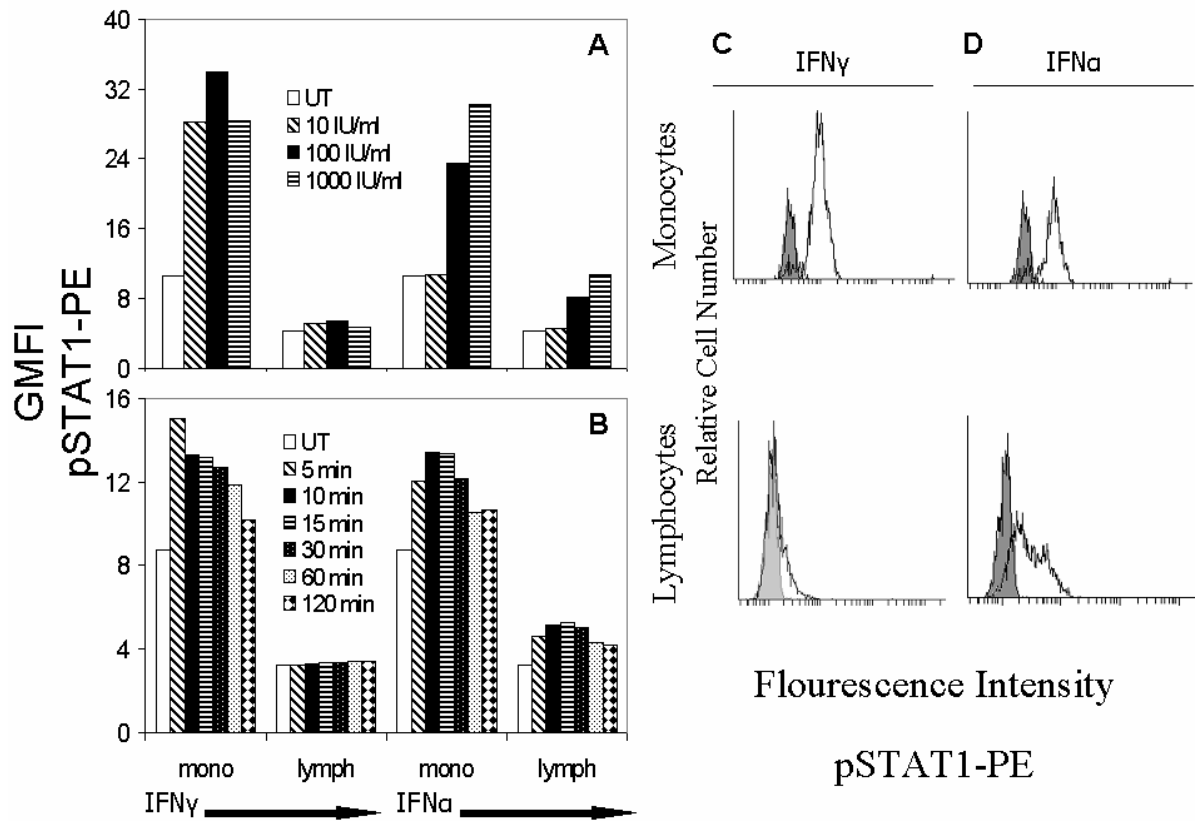 GMFI
pSTAT1-PE
40
32
24
16
8
0
A
UT
10 IU/ml
100 IU/ml
1000 IU/ml
16
12
8
4
0
B
UT
5 min
10 min
15 min
30 min
60 min
120 min
mono lymph mono lymph
IFNγ IFNα
C D
IFNγ IFNα
Monocytes
Lymphocytes
Relative Cell Number
Flourescence Intensity
pSTAT1-PE